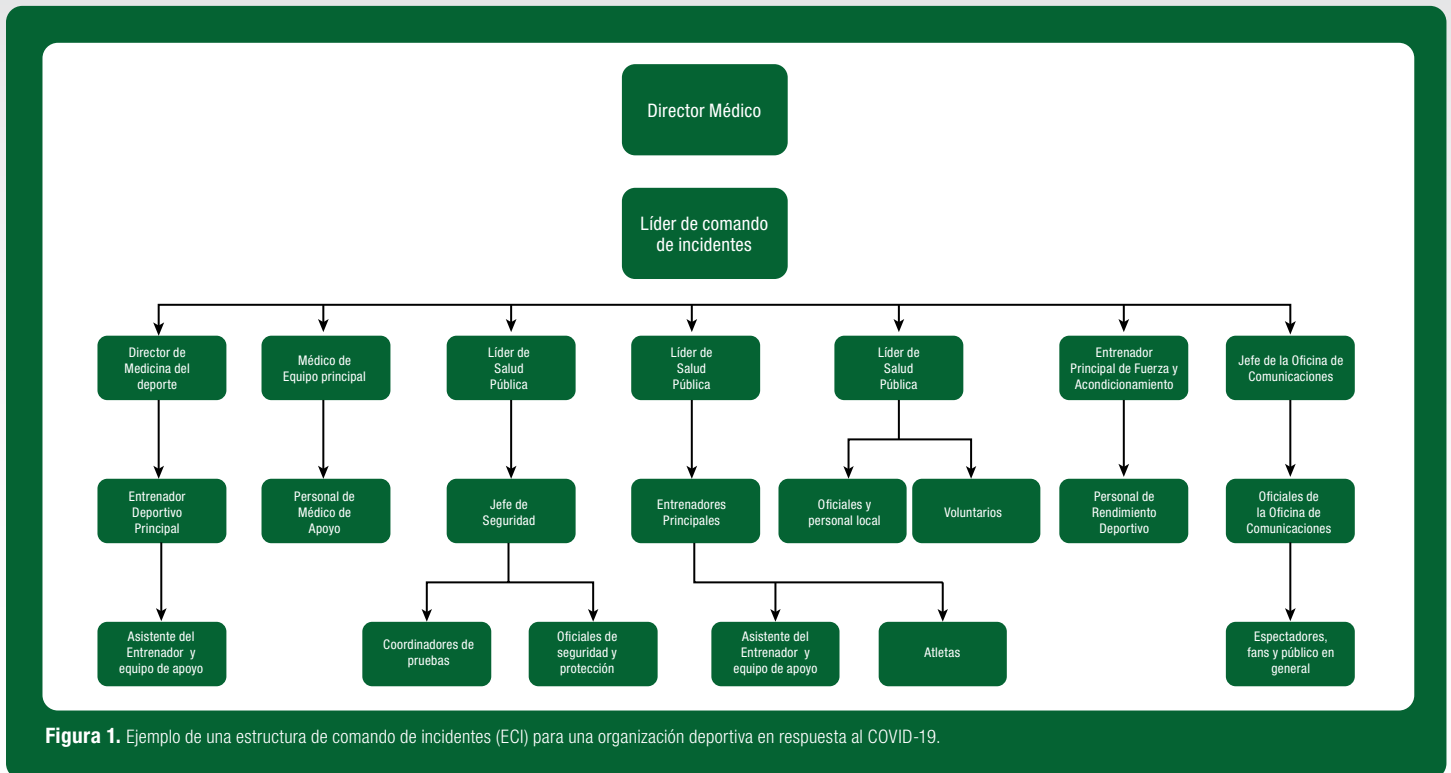 Director Médico
Líder de comando
de incidentes
Director de
Medicina del
deporte
Médico de
Equipo principal
Líder de
Salud
Pública
Líder de
Salud
Pública
Líder de
Salud
Pública
Entrenador
Principal de Fuerza y
Acondicionamiento
Jefe de la Oficina de
Comunicaciones
Entrenador
Deportivo
Principal
Personal de
Médico de
Apoyo
Jefe de
Seguridad
Entrenadores
Principales
Oficiales y
personal local
Voluntarios
Personal de
Rendimiento
Deportivo
Oficiales de
la Oficina de
Comunicaciones
Asistente del
Entrenador y
equipo de apoyo
Coordinadores de
pruebas
Oficiales de
seguridad y
protección
Asistente del
Entrenador y
equipo de apoyo
Atletas
Espectadores,
fans y público en
general
Figura 1. Ejemplo de una estructura de comando de incidentes (ECI) para una organización deportiva en respuesta al COVID-19.